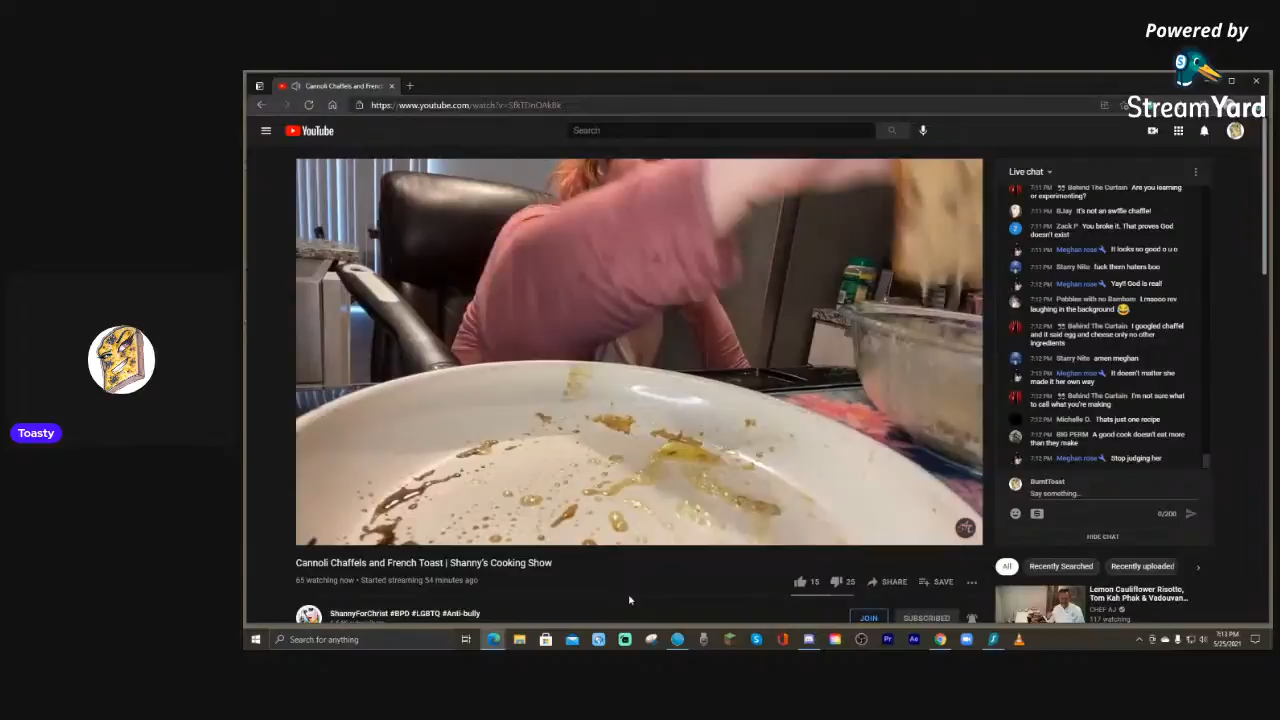 Powered by
StreamYard
Cannoli Chaffels and Frenc
https://www.youtube.com/watch?v=SfkTDnOAkBk
YouTube
Search
Live chat
7:11 PM Behind The Curtain Are you learning
or experimenting?
7:11 PM BJay It's not an awffle chaffle!
7:11 PM Zack P You broke it. That proves God
doesn't exist
7:11 PM Meghan rose It looks so good o u o
7:11 PM Starry Nite fuck them haters boo
7:12 PM Meghan rose Yay!! God is real!
7:12 PM Pebbles with no Bambam Lmaooo rev
laughing in the background
7:12 PM Behind The Curtain I googled chaffel
and it said egg and cheese only no other
ingredients
7:12 PM Starry Nite amen meghan
7:12 PM Meghan rose It doesn't matter she
made it her own way
7:12 PM Behind The Curtain I'm not sure what
to call what you're making
7:12 PM Michelle D. Thats just one recipe
7:12 PM BIG PERM A good cook doesn't eat more
than they make
7:12 PM Meghan rose Stop judging her
BurntToast
Say something...
0/200
HIDE CHAT
Toasty
Cannoli Chaffels and French Toast | Shanny's Cooking Show
65 watching now • Started streaming 54 minutes ago
15
25
SHARE
SAVE
All
Recently Searched
Recently uploaded
Lemon Cauliflower Risotto,
Tom Kah Phak & Vadouvan...
CHEF AJ
117 watching
ShannyForChrist #BPD #LGBTQ #Anti-bully
JOIN
SUBSCRIBED
Search for anything
7:13 PM
5/25/2021